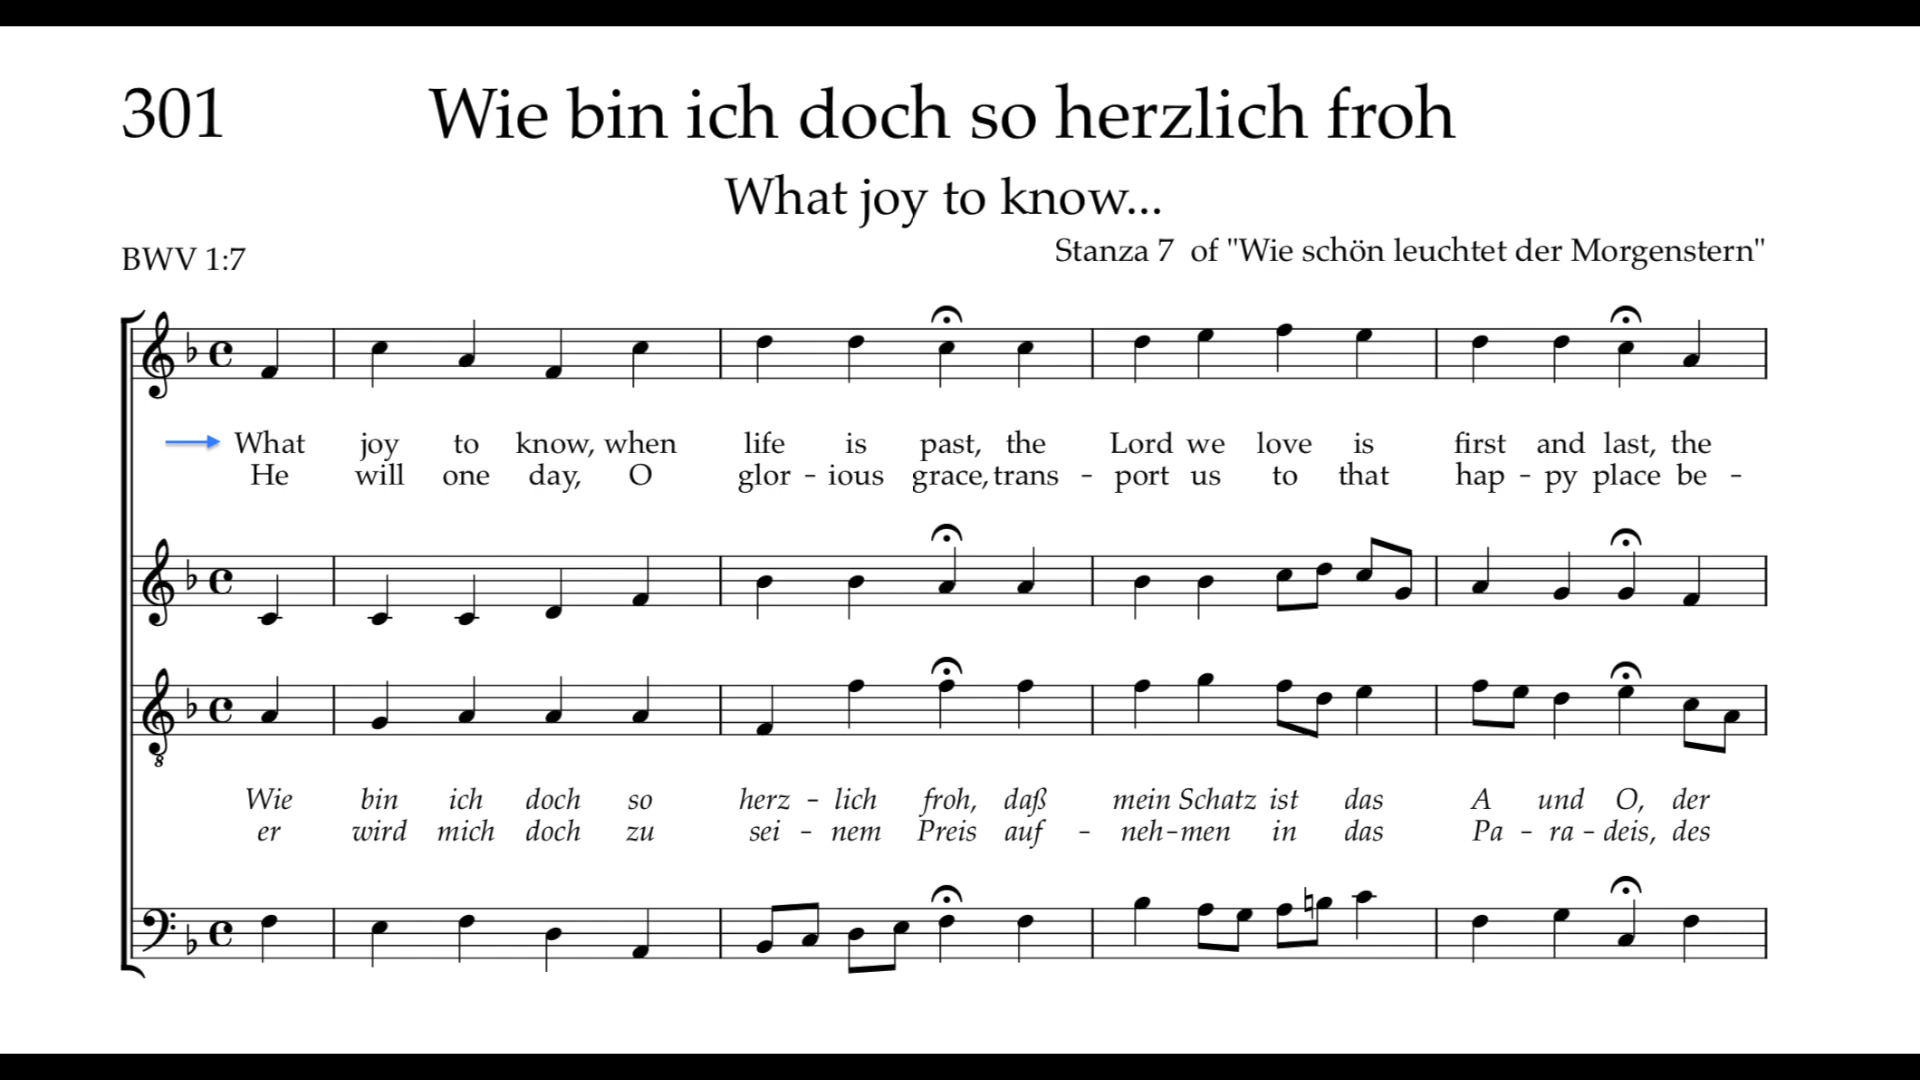 301
Wie bin ich doch so herzlich froh
What joy to know...
BWV 1:7
Stanza 7 of "Wie schön leuchtet der Morgenstern"
What joy to know, when life is past, the Lord we love is first and last, the
He will one day, O glor - ious grace, trans - port us to that hap - py place be -
8
Wie bin ich doch so herz - lich froh, daß mein Schatz ist das A und O, der
er wird mich doch zu sei - nem Preis auf - neh - men in das Pa - ra - deis, des